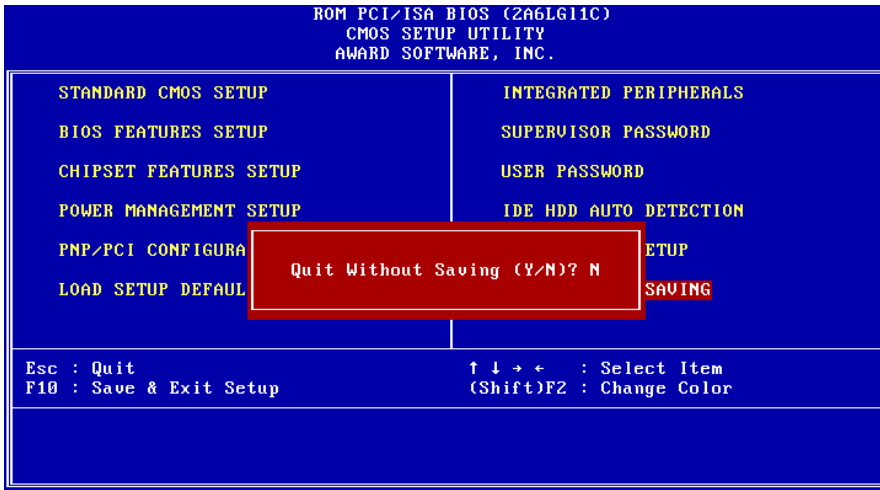 ROM PCI/ISA BIOS (2A6LG11C)
CMOS SETUP UTILITY
AWARD SOFTWARE, INC.
STANDARD CMOS SETUP
BIOS FEATURES SETUP
CHIPSET FEATURES SETUP
POWER MANAGEMENT SETUP
PNP/PCI CONFIGURA
LOAD SETUP DEFAUL
INTEGRATED PERIPHERALS
SUPERVISOR PASSWORD
USER PASSWORD
IDE HDD AUTO DETECTION
ETUP
SAVING
Quit Without Saving (Y/N)? N
Esc : Quit
F10 : Save & Exit Setup
↑ ↓ → ← : Select Item
(Shift)F2 : Change Color